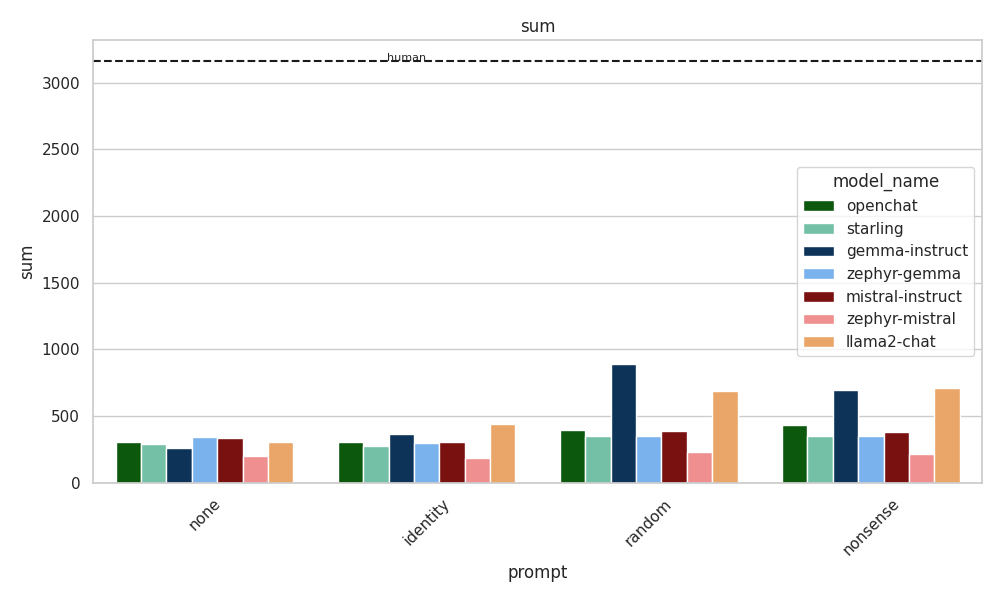 sum
human
3000
2500
2000
1500
1000
500
0
sum
model_name
openchat
starling
gemma-instruct
zephyr-gemma
mistral-instruct
zephyr-mistral
llama2-chat
none
identity
random
nonsense
prompt